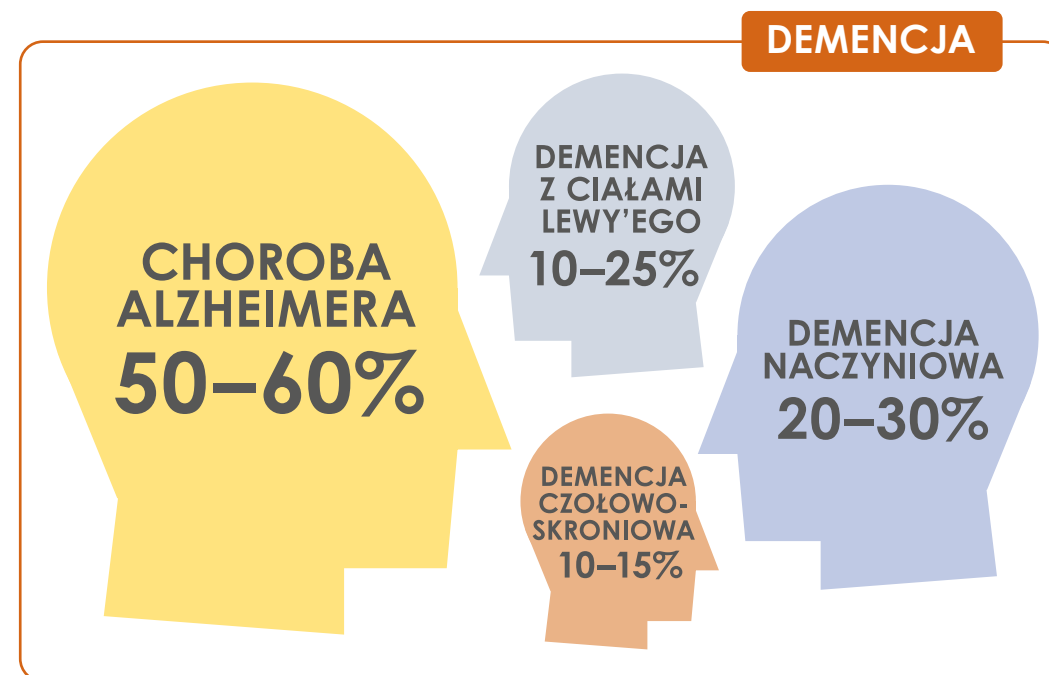 DEMENCJA
CHOROBA
ALZHEIMERA
50–60%
DEMENCJA
Z CIAŁAMI
LEWY’EGO
10–25%
DEMENCJA
NACZYNIOWA
20–30%
DEMENCJA
CZOŁOWO-
SKRONIOWA
10–15%